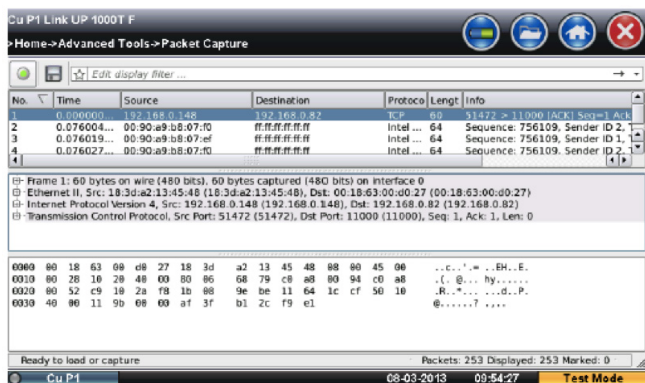 Cu P1 Link UP 1000T F
>Home->Advanced Tools->Packet Capture
Edit display filter ...
No. Time Source Destination Protoco Lengt Info
1 0.000000... 192.168.0.148 192.168.0.82 TCP 60 51472 > 11000 [ACK] Seq=1 Ack
2 0.076004... 00:90:a9:b8:07:f0 ff:ff:ff:ff:ff:ff Intel ... 64 Sequence: 756109, Sender ID 2, T
3 0.076019... 00:90:a9:b8:07:ef ff:ff:ff:ff:ff:ff Intel ... 64 Sequence: 756109, Sender ID 1, T
4 0.076027... 00:90:a9:b8:07:f0 ff:ff:ff:ff:ff:ff Intel ... 64 Sequence: 756109, Sender ID 2, T
Frame 1: 60 bytes on wire (480 bits), 60 bytes captured (480 bits) on interface 0
Ethernet II, Src: 18:3d:a2:13:45:48 (18:3d:a2:13:45:48), Dst: 00:18:63:00:d0:27 (00:18:63:00:d0:27)
Internet Protocol Version 4, Src: 192.168.0.148 (192.168.0.148), Dst: 192.168.0.82 (192.168.0.82)
Transmission Control Protocol, Src Port: 51472 (51472), Dst Port: 11000 (11000), Seq: 1, Ack: 1, Len: 0
0000 00 18 63 00 d0 27 18 3d a2 13 45 48 08 00 45 00 ..c..'.= ..EH..E.
0010 00 28 10 20 40 00 80 06 68 79 c0 a8 00 94 c0 a8 .(. @... hy......
0020 00 52 c9 10 2a f8 1b 08 9e be 11 64 1c cf 50 10 .R..*... ...d..P.
0030 40 00 11 9b 00 00 af 3f b1 2c f9 e1 @......? .,..
Ready to load or capture Packets: 253 Displayed: 253 Marked: 0
Cu P1 08-03-2013 09:54:27 Test Mode